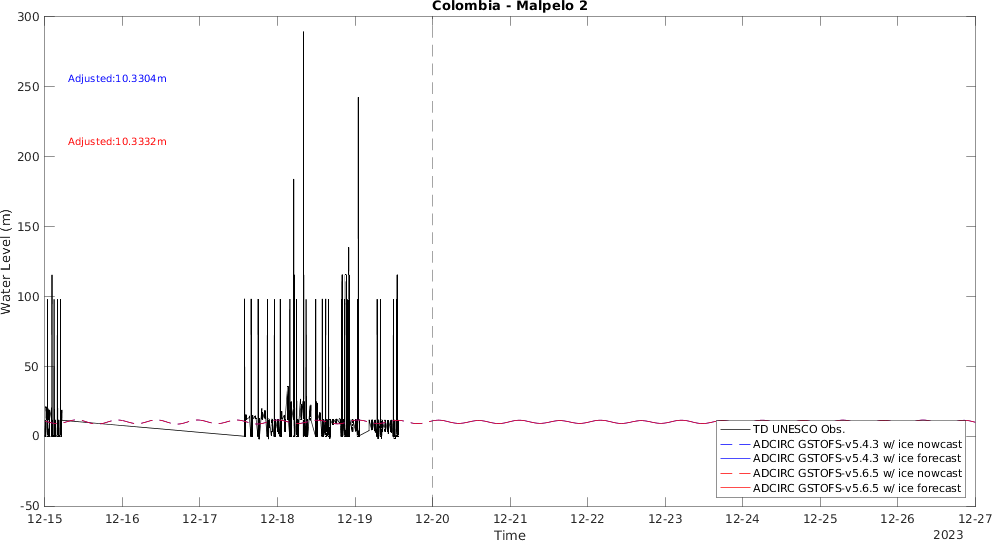 Colombia - Malpelo 2
300
250
200
150
100
50
0
-50
Water Level (m)
Adjusted:10.3304m
Adjusted:10.3332m
TD UNESCO Obs.
ADCIRC GSTOFS-v5.4.3 w/ ice nowcast
ADCIRC GSTOFS-v5.4.3 w/ ice forecast
ADCIRC GSTOFS-v5.6.5 w/ ice nowcast
ADCIRC GSTOFS-v5.6.5 w/ ice forecast
12-15 12-16 12-17 12-18 12-19 12-20 12-21 12-22 12-23 12-24 12-25 12-26 12-27
Time
2023